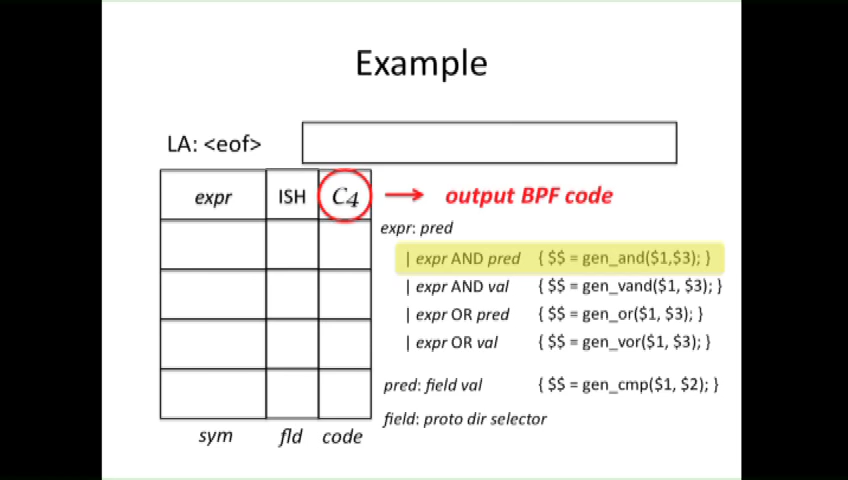 Example
LA: <eof>
expr ISH C4 output BPF code
expr: pred
| expr AND pred { $$ = gen_and($1,$3); }
| expr AND val { $$ = gen_vand($1, $3); }
| expr OR pred { $$ = gen_or($1, $3); }
| expr OR val { $$ = gen_vor($1, $3); }
pred: field val { $$ = gen_cmp($1, $2); }
field: proto dir selector
sym fld code